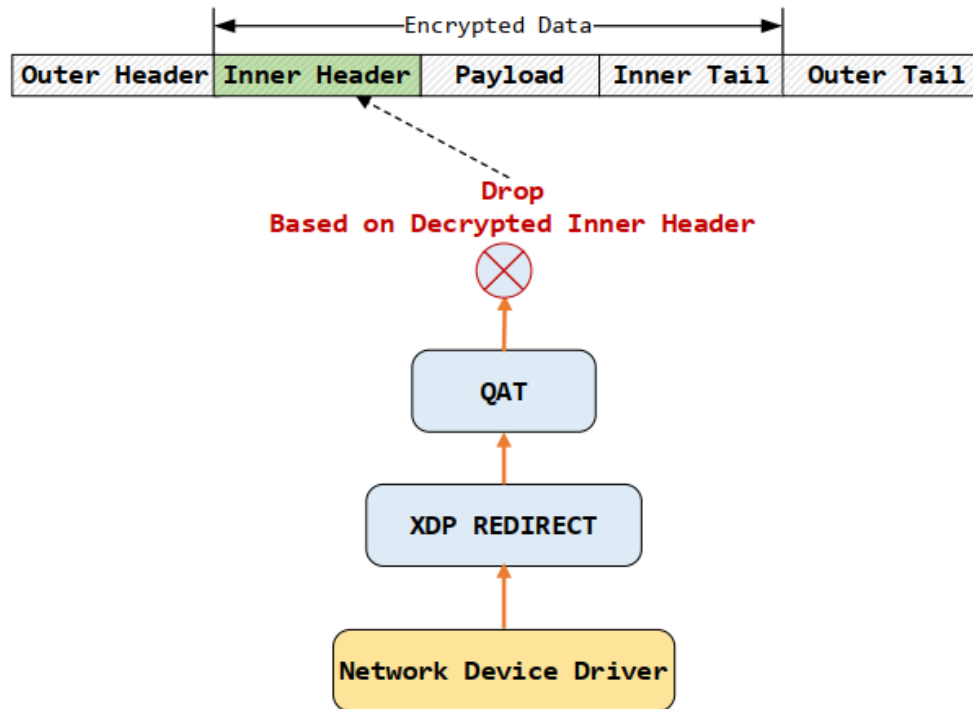 Encrypted Data
Outer Header Inner Header Payload Inner Tail Outer Tail
Drop
Based on Decrypted Inner Header
QAT
XDP REDIRECT
Network Device Driver